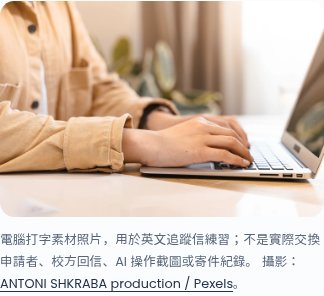 電腦打字素材照片，用於英文追蹤信練習；不是實際交換
申請者、校方回信、AI 操作截圖或寄件紀錄。 攝影：
ANTONI SHKRABA production / Pexels。